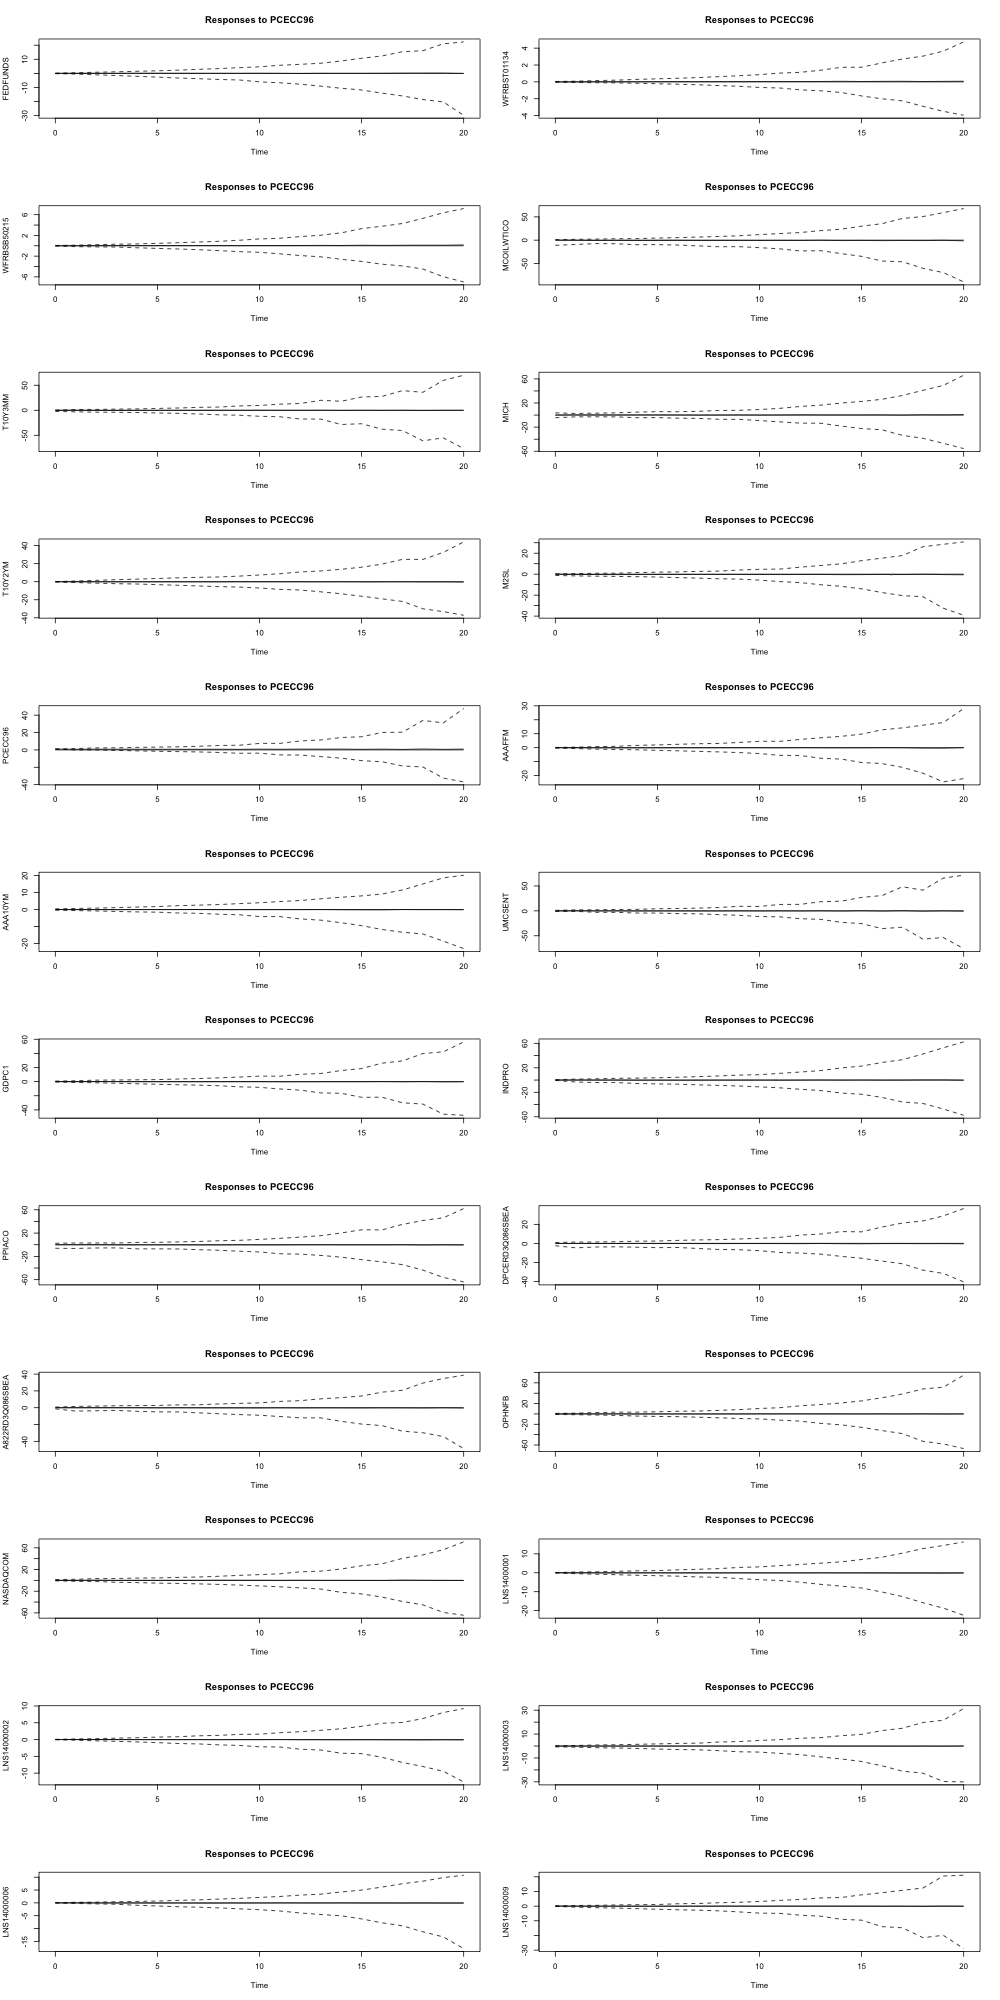 Responses to PCECC96
FEDFUNDS
10
-10
-30
0 5 10 15 20
Time
Responses to PCECC96
WFRBST01134
4
2
0
-2
-4
0 5 10 15 20
Time
Responses to PCECC96
WFRBSB50215
6
2
-2
-6
0 5 10 15 20
Time
Responses to PCECC96
MCOILWTICO
50
0
-50
0 5 10 15 20
Time
Responses to PCECC96
T10Y3MM
50
0
-50
0 5 10 15 20
Time
Responses to PCECC96
MICH
60
20
-20
-60
0 5 10 15 20
Time
Responses to PCECC96
T10Y2YM
40
20
0
-20
-40
0 5 10 15 20
Time
Responses to PCECC96
M2SL
20
0
-20
-40
0 5 10 15 20
Time
Responses to PCECC96
PCECC96
40
20
0
-40
0 5 10 15 20
Time
Responses to PCECC96
AAAFFM
30
10
0
-20
0 5 10 15 20
Time
Responses to PCECC96
AAA10YM
20
10
0
-20
0 5 10 15 20
Time
Responses to PCECC96
UMCSENT
50
0
-50
0 5 10 15 20
Time
Responses to PCECC96
GDPC1
60
20
-40
0 5 10 15 20
Time
Responses to PCECC96
INDPRO
60
20
-20
-60
0 5 10 15 20
Time
Responses to PCECC96
PPIACO
60
20
-20
-60
0 5 10 15 20
Time
Responses to PCECC96
DPCERD3Q086SBEA
20
0
-20
-40
0 5 10 15 20
Time
Responses to PCECC96
A822RD3Q086SBEA
40
20
0
-40
0 5 10 15 20
Time
Responses to PCECC96
OPHNFB
60
20
-20
-60
0 5 10 15 20
Time
Responses to PCECC96
NASDAQCOM
60
20
-20
-60
0 5 10 15 20
Time
Responses to PCECC96
LNS14000001
10
0
-10
-20
0 5 10 15 20
Time
Responses to PCECC96
LNS14000002
10
5
0
-5
-10
0 5 10 15 20
Time
Responses to PCECC96
LNS14000003
30
10
-10
-30
0 5 10 15 20
Time
Responses to PCECC96
LNS14000006
5
0
-5
-15
0 5 10 15 20
Time
Responses to PCECC96
LNS14000009
10
0
-10
-30
0 5 10 15 20
Time